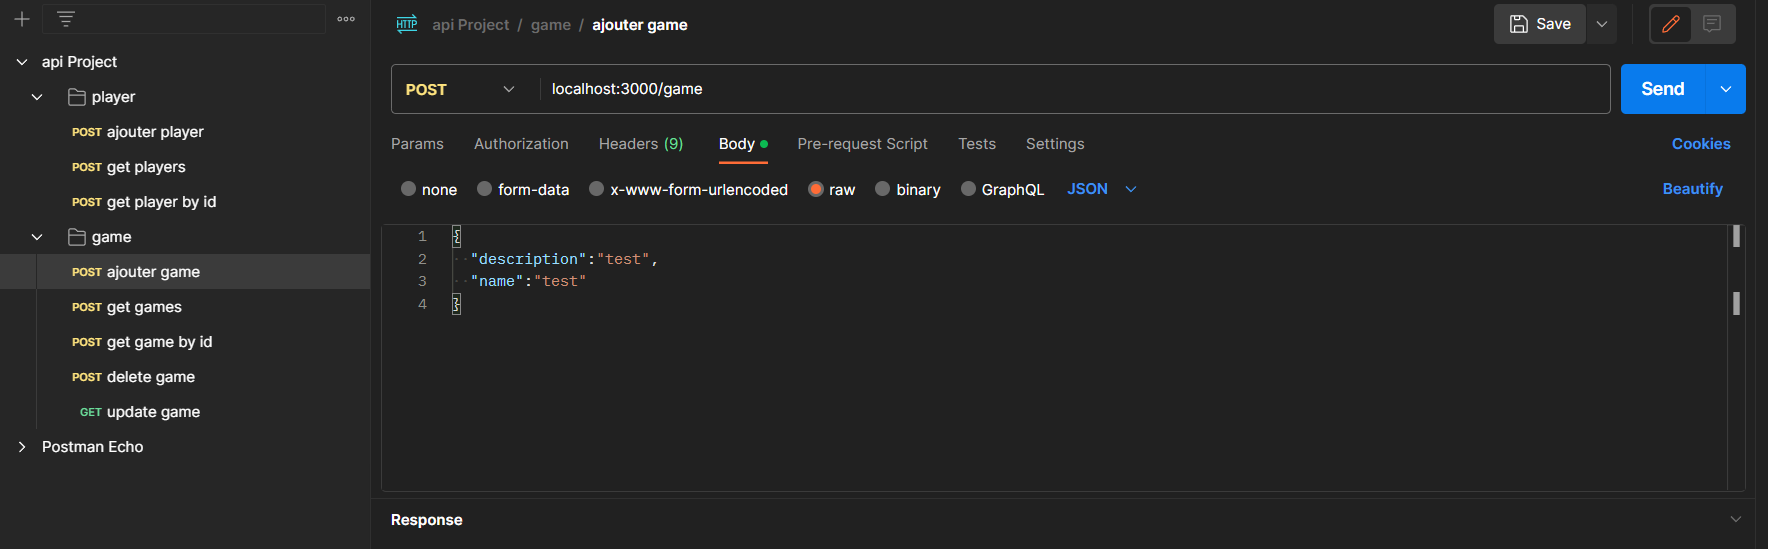 api Project
player
POST ajouter player
POST get players
POST get player by id
game
POST ajouter game
POST get games
POST get game by id
POST delete game
GET update game
Postman Echo
HTTP api Project / game / ajouter game
Save
POST localhost:3000/game
Send
Params Authorization Headers (9) Body Pre-request Script Tests Settings Cookies
none form-data x-www-form-urlencoded raw binary GraphQL JSON Beautify
1 {
2 "description":"test",
3 "name":"test"
4 }
Response